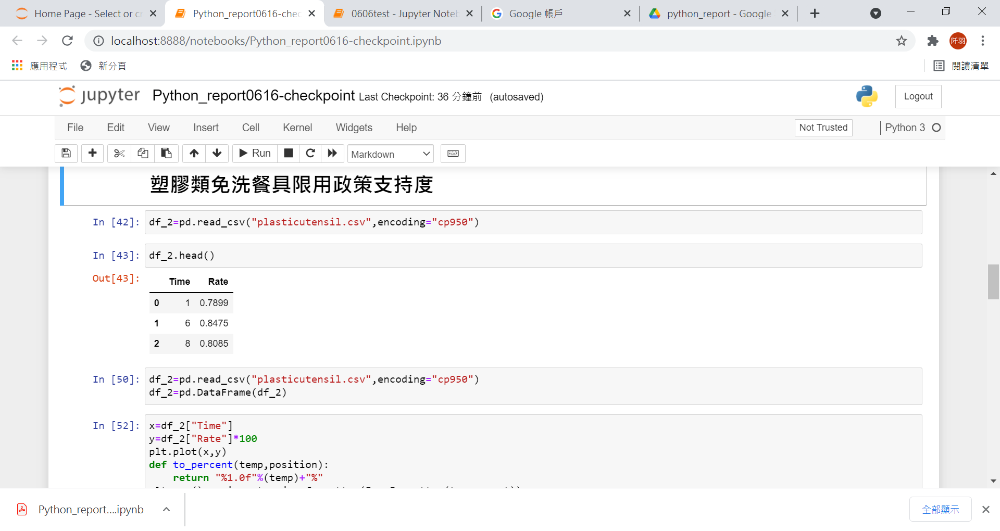 Home Page - Select or cr
Python_report0616-chec
0606test - Jupyter Noteb
Google 帳戶
python_report - Google
localhost:8888/notebooks/Python_report0616-checkpoint.ipynb
阡羽
應用程式
新分頁
閱讀清單
jupyter
Python_report0616-checkpoint Last Checkpoint: 36 分鐘前 (autosaved)
Logout
File Edit View Insert Cell Kernel Widgets Help
Not Trusted
Python 3
Run
Markdown
塑膠類免洗餐具限用政策支持度
In [42]: df_2=pd.read_csv("plasticutensil.csv",encoding="cp950")
In [43]: df_2.head()
Out[43]:
Time Rate
0 1 0.7899
1 6 0.8475
2 8 0.8085
In [50]: df_2=pd.read_csv("plasticutensil.csv",encoding="cp950")
df_2=pd.DataFrame(df_2)
In [52]: x=df_2["Time"]
y=df_2["Rate"]*100
plt.plot(x,y)
def to_percent(temp,position):
    return "%1.0f"%(temp)+"%"
Python_report....ipynb
全部顯示